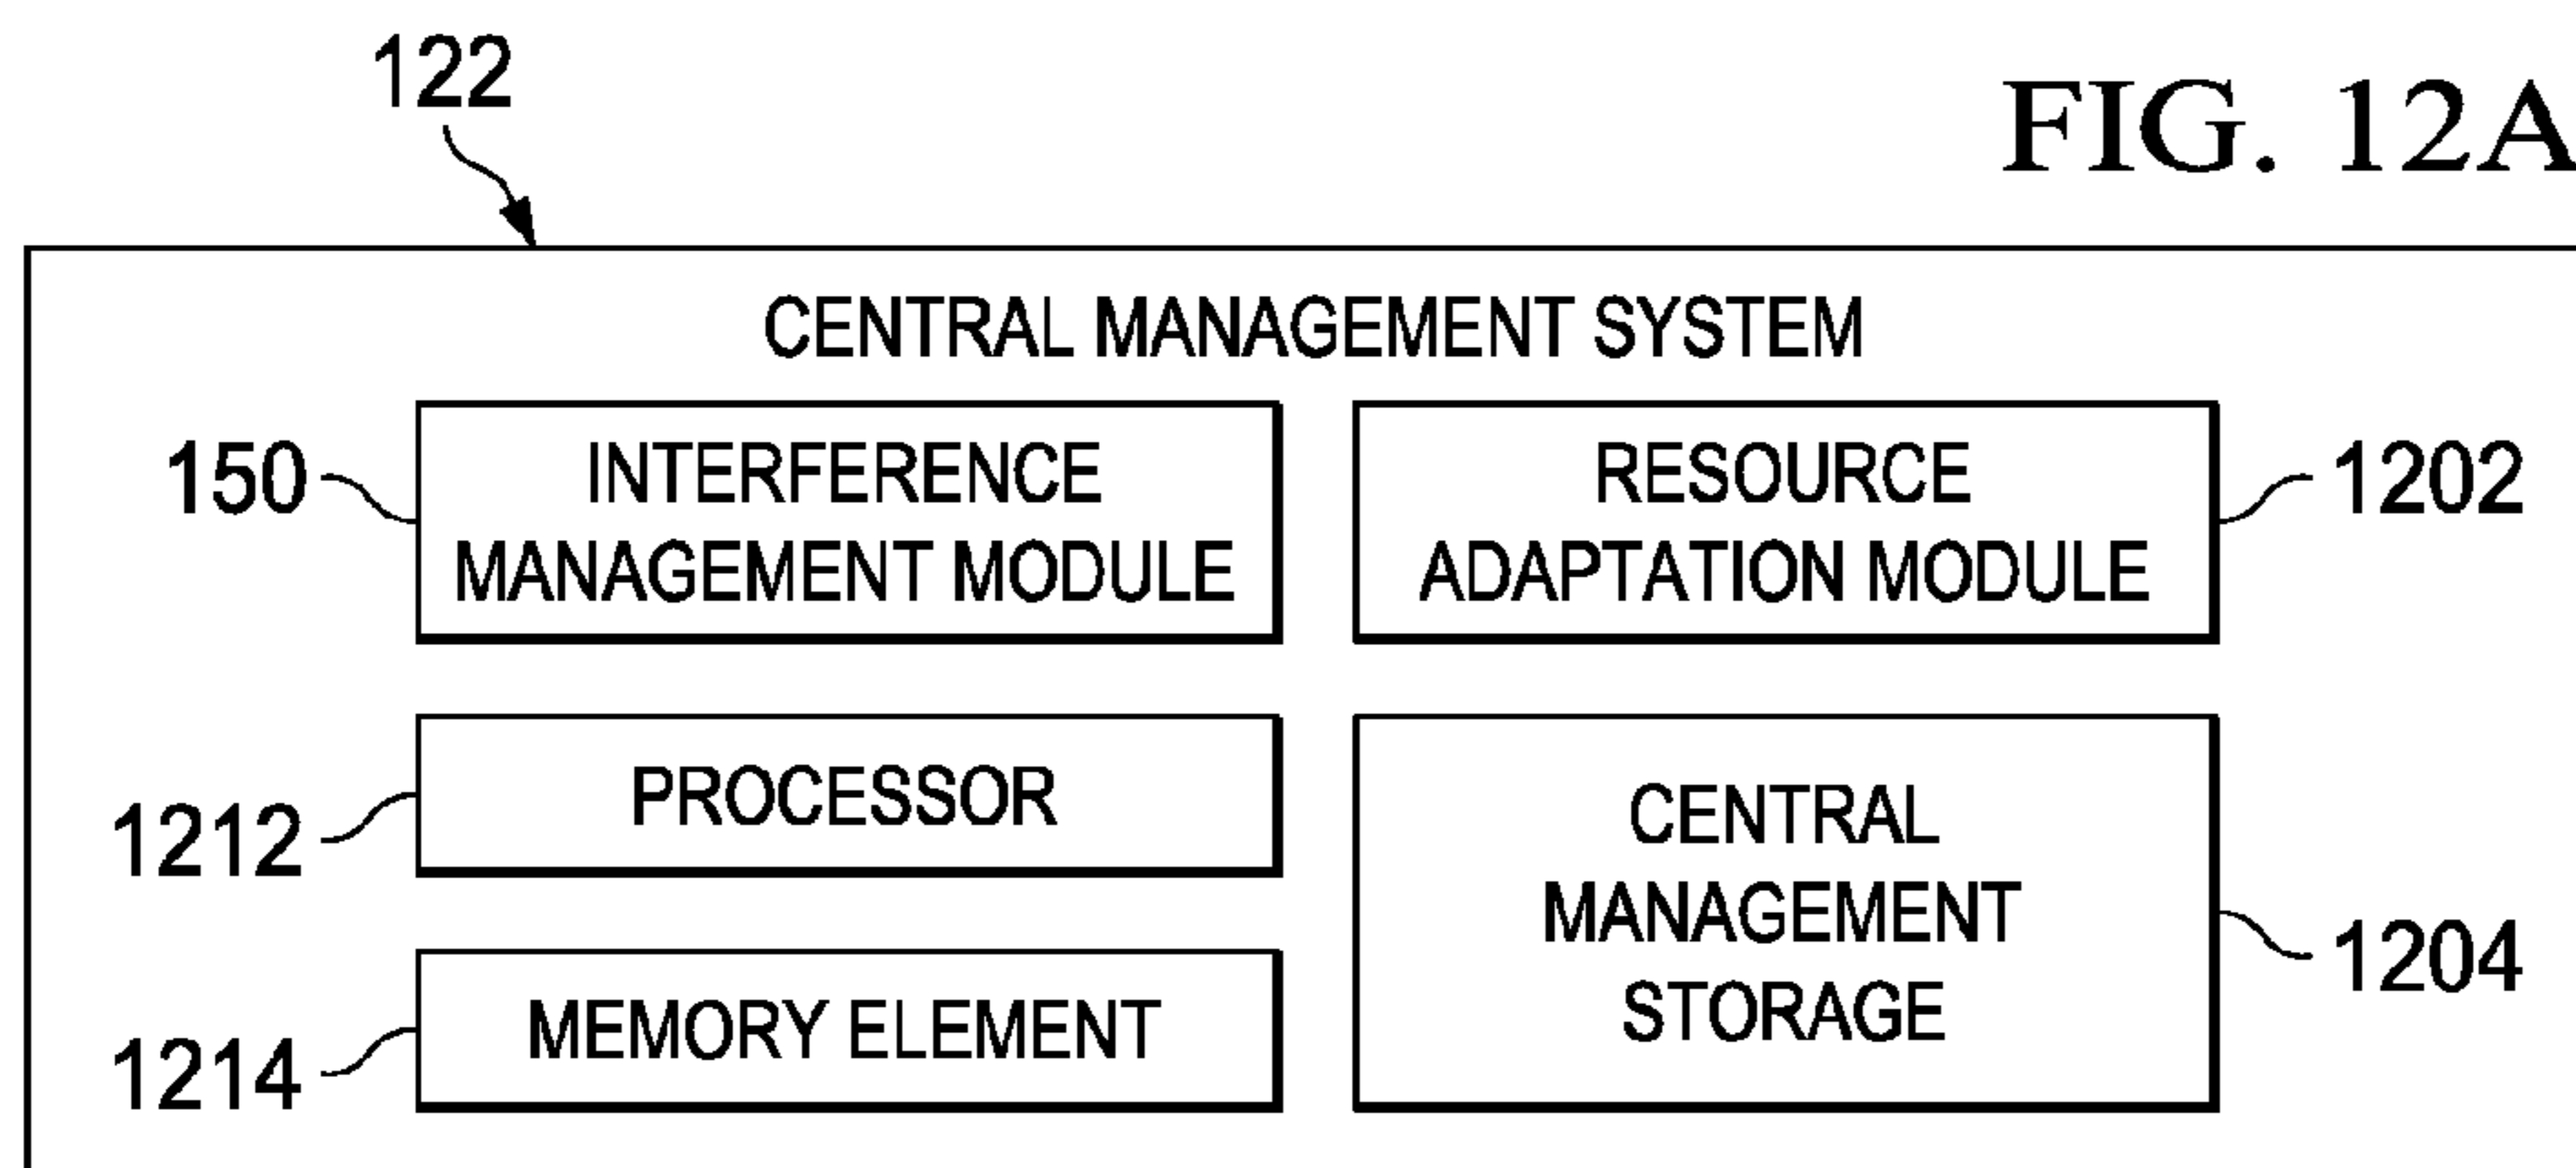 122
FIG. 12A
CENTRAL MANAGEMENT SYSTEM
150
INTERFERENCE
MANAGEMENT MODULE
RESOURCE
ADAPTATION MODULE
1202
1212
PROCESSOR
CENTRAL
MANAGEMENT
STORAGE
1204
1214
MEMORY ELEMENT